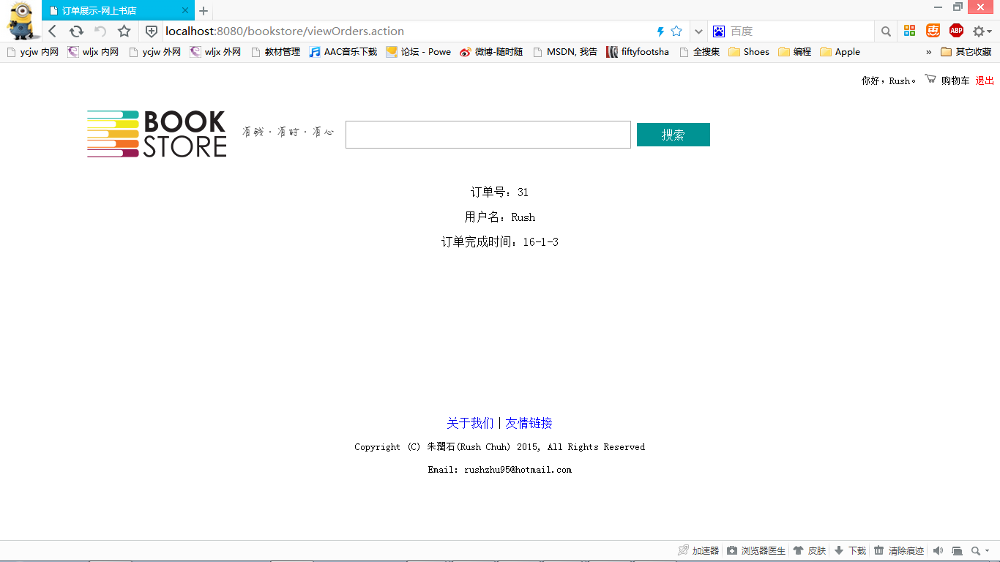 订单展示-网上书店
localhost:8080/bookstore/viewOrders.action
百度
ABP
ycjw 内网 wljx 内网 ycjw 外网 wljx 外网 教材管理 AAC音乐下载 论坛 - Powe 微博-随时随 MSDN, 我告 fiftyfootsha 全搜集 Shoes 编程 Apple » 其它收藏
你好，Rush。 购物车 退出
BOOK
STORE
有钱·有时·有心
搜索
订单号：31
用户名：Rush
订单完成时间：16-1-3
关于我们|友情链接
Copyright (C) 朱潤石(Rush Chuh) 2015, All Rights Reserved
Email: rushzhu95@hotmail.com
加速器 浏览器医生 皮肤 下载 清除痕迹